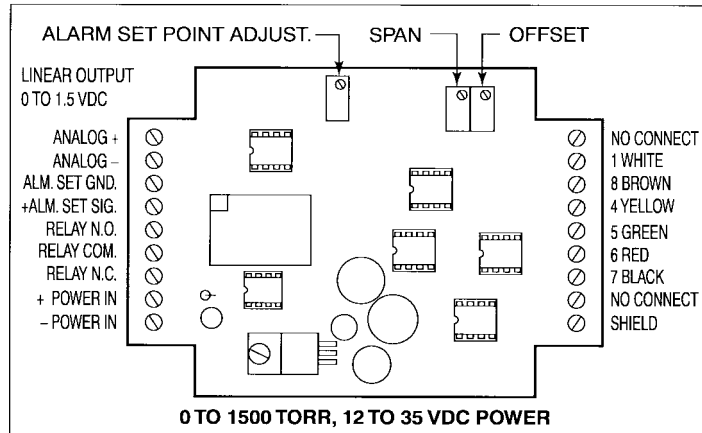 ALARM SET POINT ADJUST. SPAN OFFSET
LINEAR OUTPUT
0 TO 1.5 VDC
ANALOG +
ANALOG –
ALM. SET GND.
+ALM. SET SIG.
RELAY N.O.
RELAY COM.
RELAY N.C.
+ POWER IN
– POWER IN
NO CONNECT
1 WHITE
8 BROWN
4 YELLOW
5 GREEN
6 RED
7 BLACK
NO CONNECT
SHIELD
0 TO 1500 TORR, 12 TO 35 VDC POWER